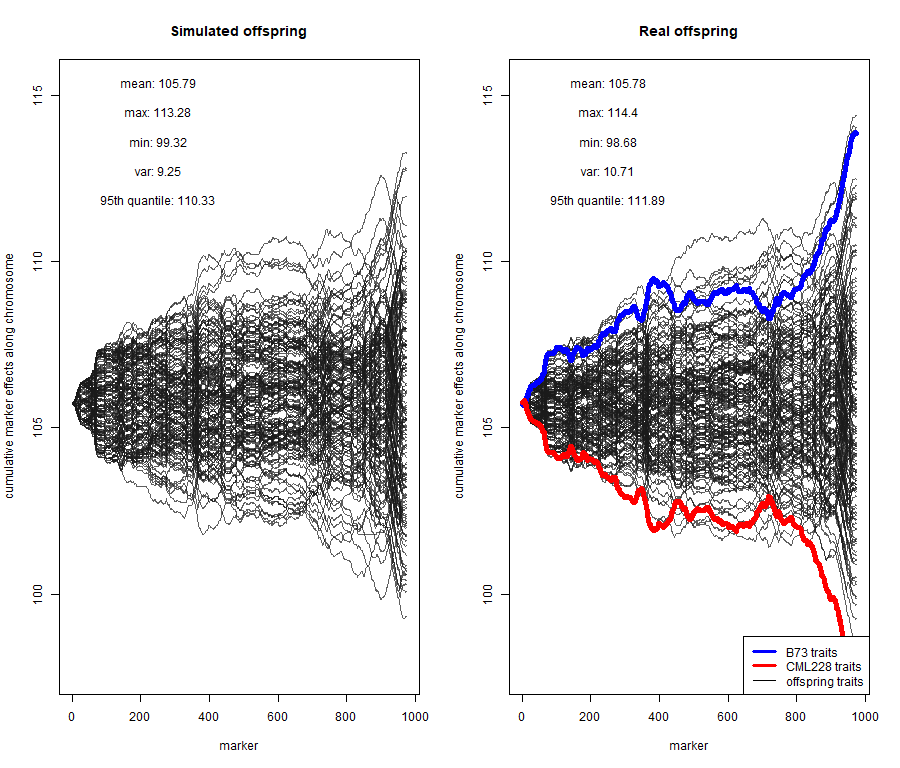 Simulated offspring
mean: 105.79
max: 113.28
min: 99.32
var: 9.25
95th quantile: 110.33
cumulative marker effects along chromosome
115
110
105
100
0 200 400 600 800 1000
marker
Real offspring
mean: 105.78
max: 114.4
min: 98.68
var: 10.71
95th quantile: 111.89
cumulative marker effects along chromosome
115
110
105
100
B73 traits
CML228 traits
offspring traits
0 200 400 600 800 1000
marker